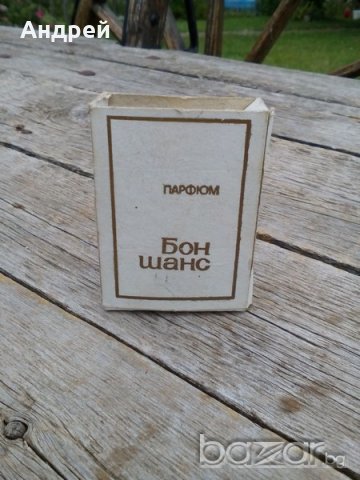 Андрей
ПАРФЮМ
Бон
шанс
bazar.bg